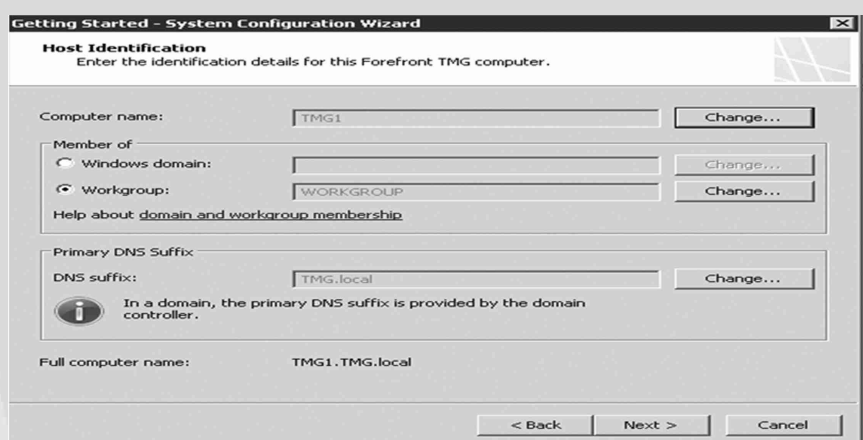 Getting Started - System Configuration Wizard
Host Identification
Enter the identification details for this Forefront TMG computer.
Computer name:
TMG1
Change...
Member of
Windows domain:
Change...
Workgroup:
WORKGROUP
Change...
Help about domain and workgroup membership
Primary DNS Suffix
DNS suffix:
TMG.local
Change...
In a domain, the primary DNS suffix is provided by the domain
controller.
Full computer name:
TMG1.TMG.local
< Back
Next >
Cancel